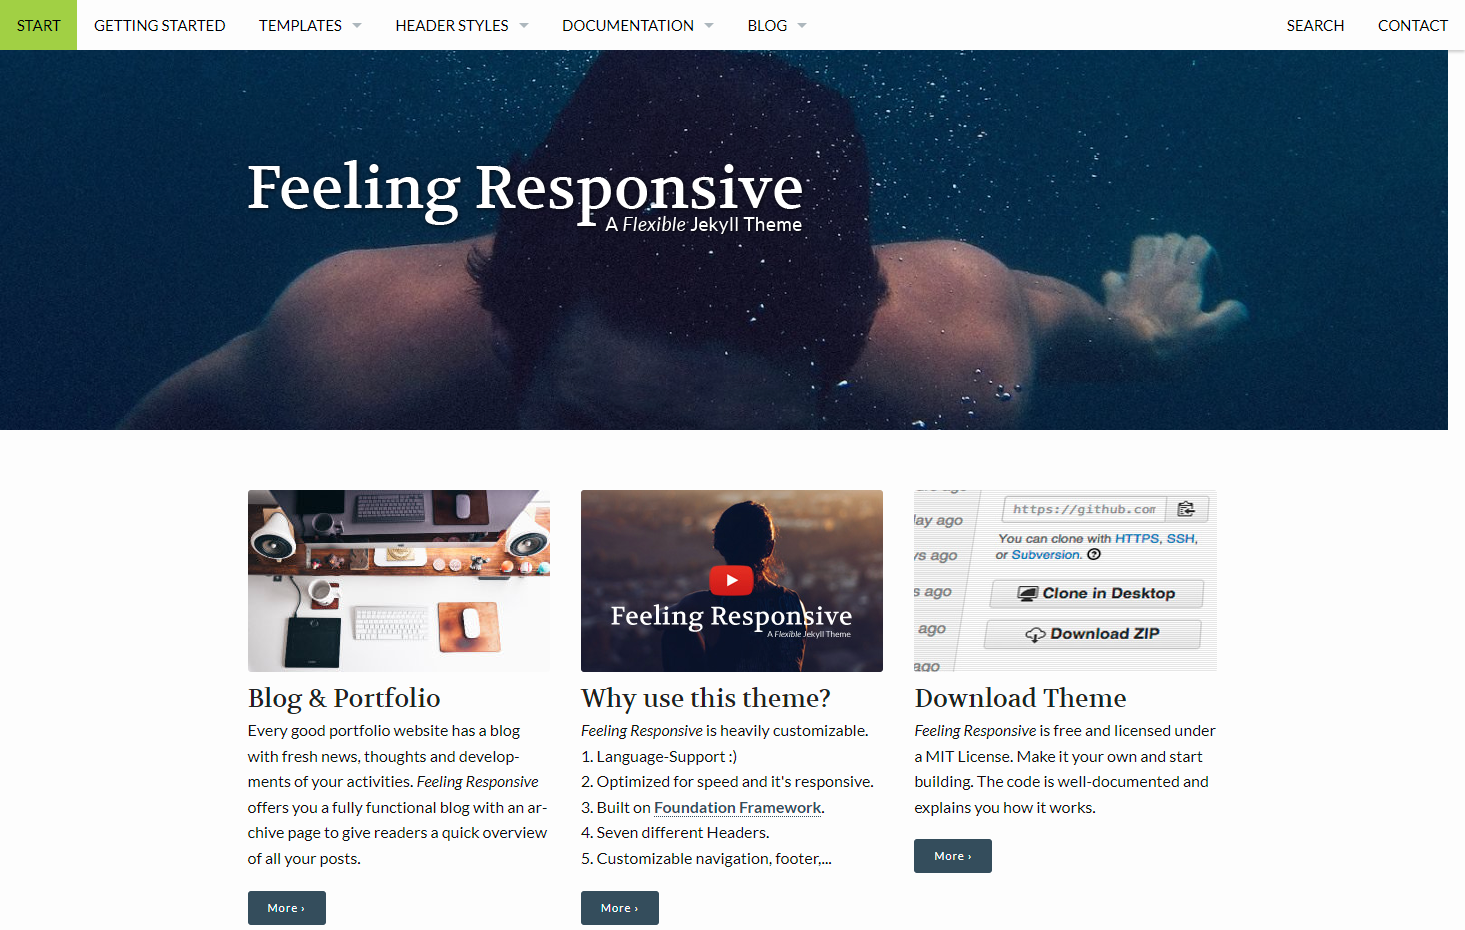 START GETTING STARTED TEMPLATES HEADER STYLES DOCUMENTATION BLOG SEARCH CONTACT
Feeling Responsive
A Flexible Jekyll Theme
Feeling Responsive
A Flexible Jekyll Theme
https://github.com
ay ago
You can clone with HTTPS, SSH,
or Subversion.
s ago
s ago
Clone in Desktop
ago
Download ZIP
ago
Blog & Portfolio
Every good portfolio website has a blog
with fresh news, thoughts and develop-
ments of your activities. Feeling Responsive
offers you a fully functional blog with an ar-
chive page to give readers a quick overview
of all your posts.
More ›
Why use this theme?
Feeling Responsive is heavily customizable.
1. Language-Support :)
2. Optimized for speed and it's responsive.
3. Built on Foundation Framework.
4. Seven different Headers.
5. Customizable navigation, footer,...
More ›
Download Theme
Feeling Responsive is free and licensed under
a MIT License. Make it your own and start
building. The code is well-documented and
explains you how it works.
More ›